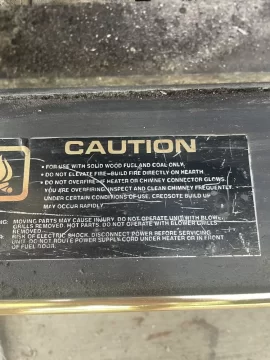 CAUTION
• FOR USE WITH SOLID WOOD FUEL AND COAL ONLY.
• DO NOT ELEVATE FIRE—BUILD FIRE DIRECTLY ON HEARTH
• DO NOT OVERFIRE—IF HEATER OR CHIMNEY CONNECTOR GLOWS,
YOU ARE OVERFIRING. INSPECT AND CLEAN CHIMNEY FREQUENTLY.
UNDER CERTAIN CONDITIONS OF USE, CREOSOTE BUILD UP
MAY OCCUR RAPIDLY.
MOVING PARTS MAY CAUSE INJURY. DO NOT OPERATE UNIT WITH BLOWER
GRILLS REMOVED. HOT PARTS. DO NOT OPERATE WITH BLOWER GRILLS
REMOVED.
RISK OF ELECTRIC SHOCK. DISCONNECT POWER BEFORE SERVICING
UNIT. DO NOT ROUTE POWER SUPPLY CORD UNDER HEATER OR IN FRONT
OF FUEL DOOR.